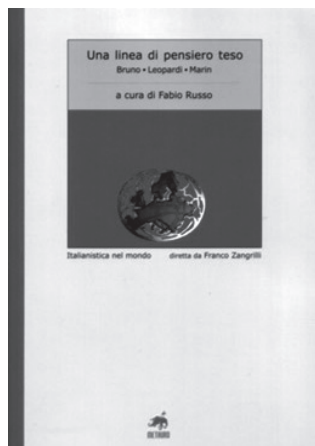 Una linea di pensiero teso
Bruno • Leopardi • Marin
a cura di Fabio Russo
Italianistica nel mondo diretta da Franco Zangrilli
METAURO